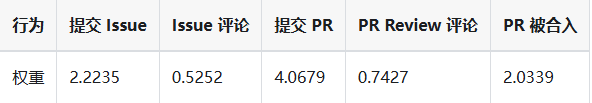 行为 提交 Issue Issue 评论 提交 PR PR Review 评论 PR 被合入
权重 2.2235 0.5252 4.0679 0.7427 2.0339